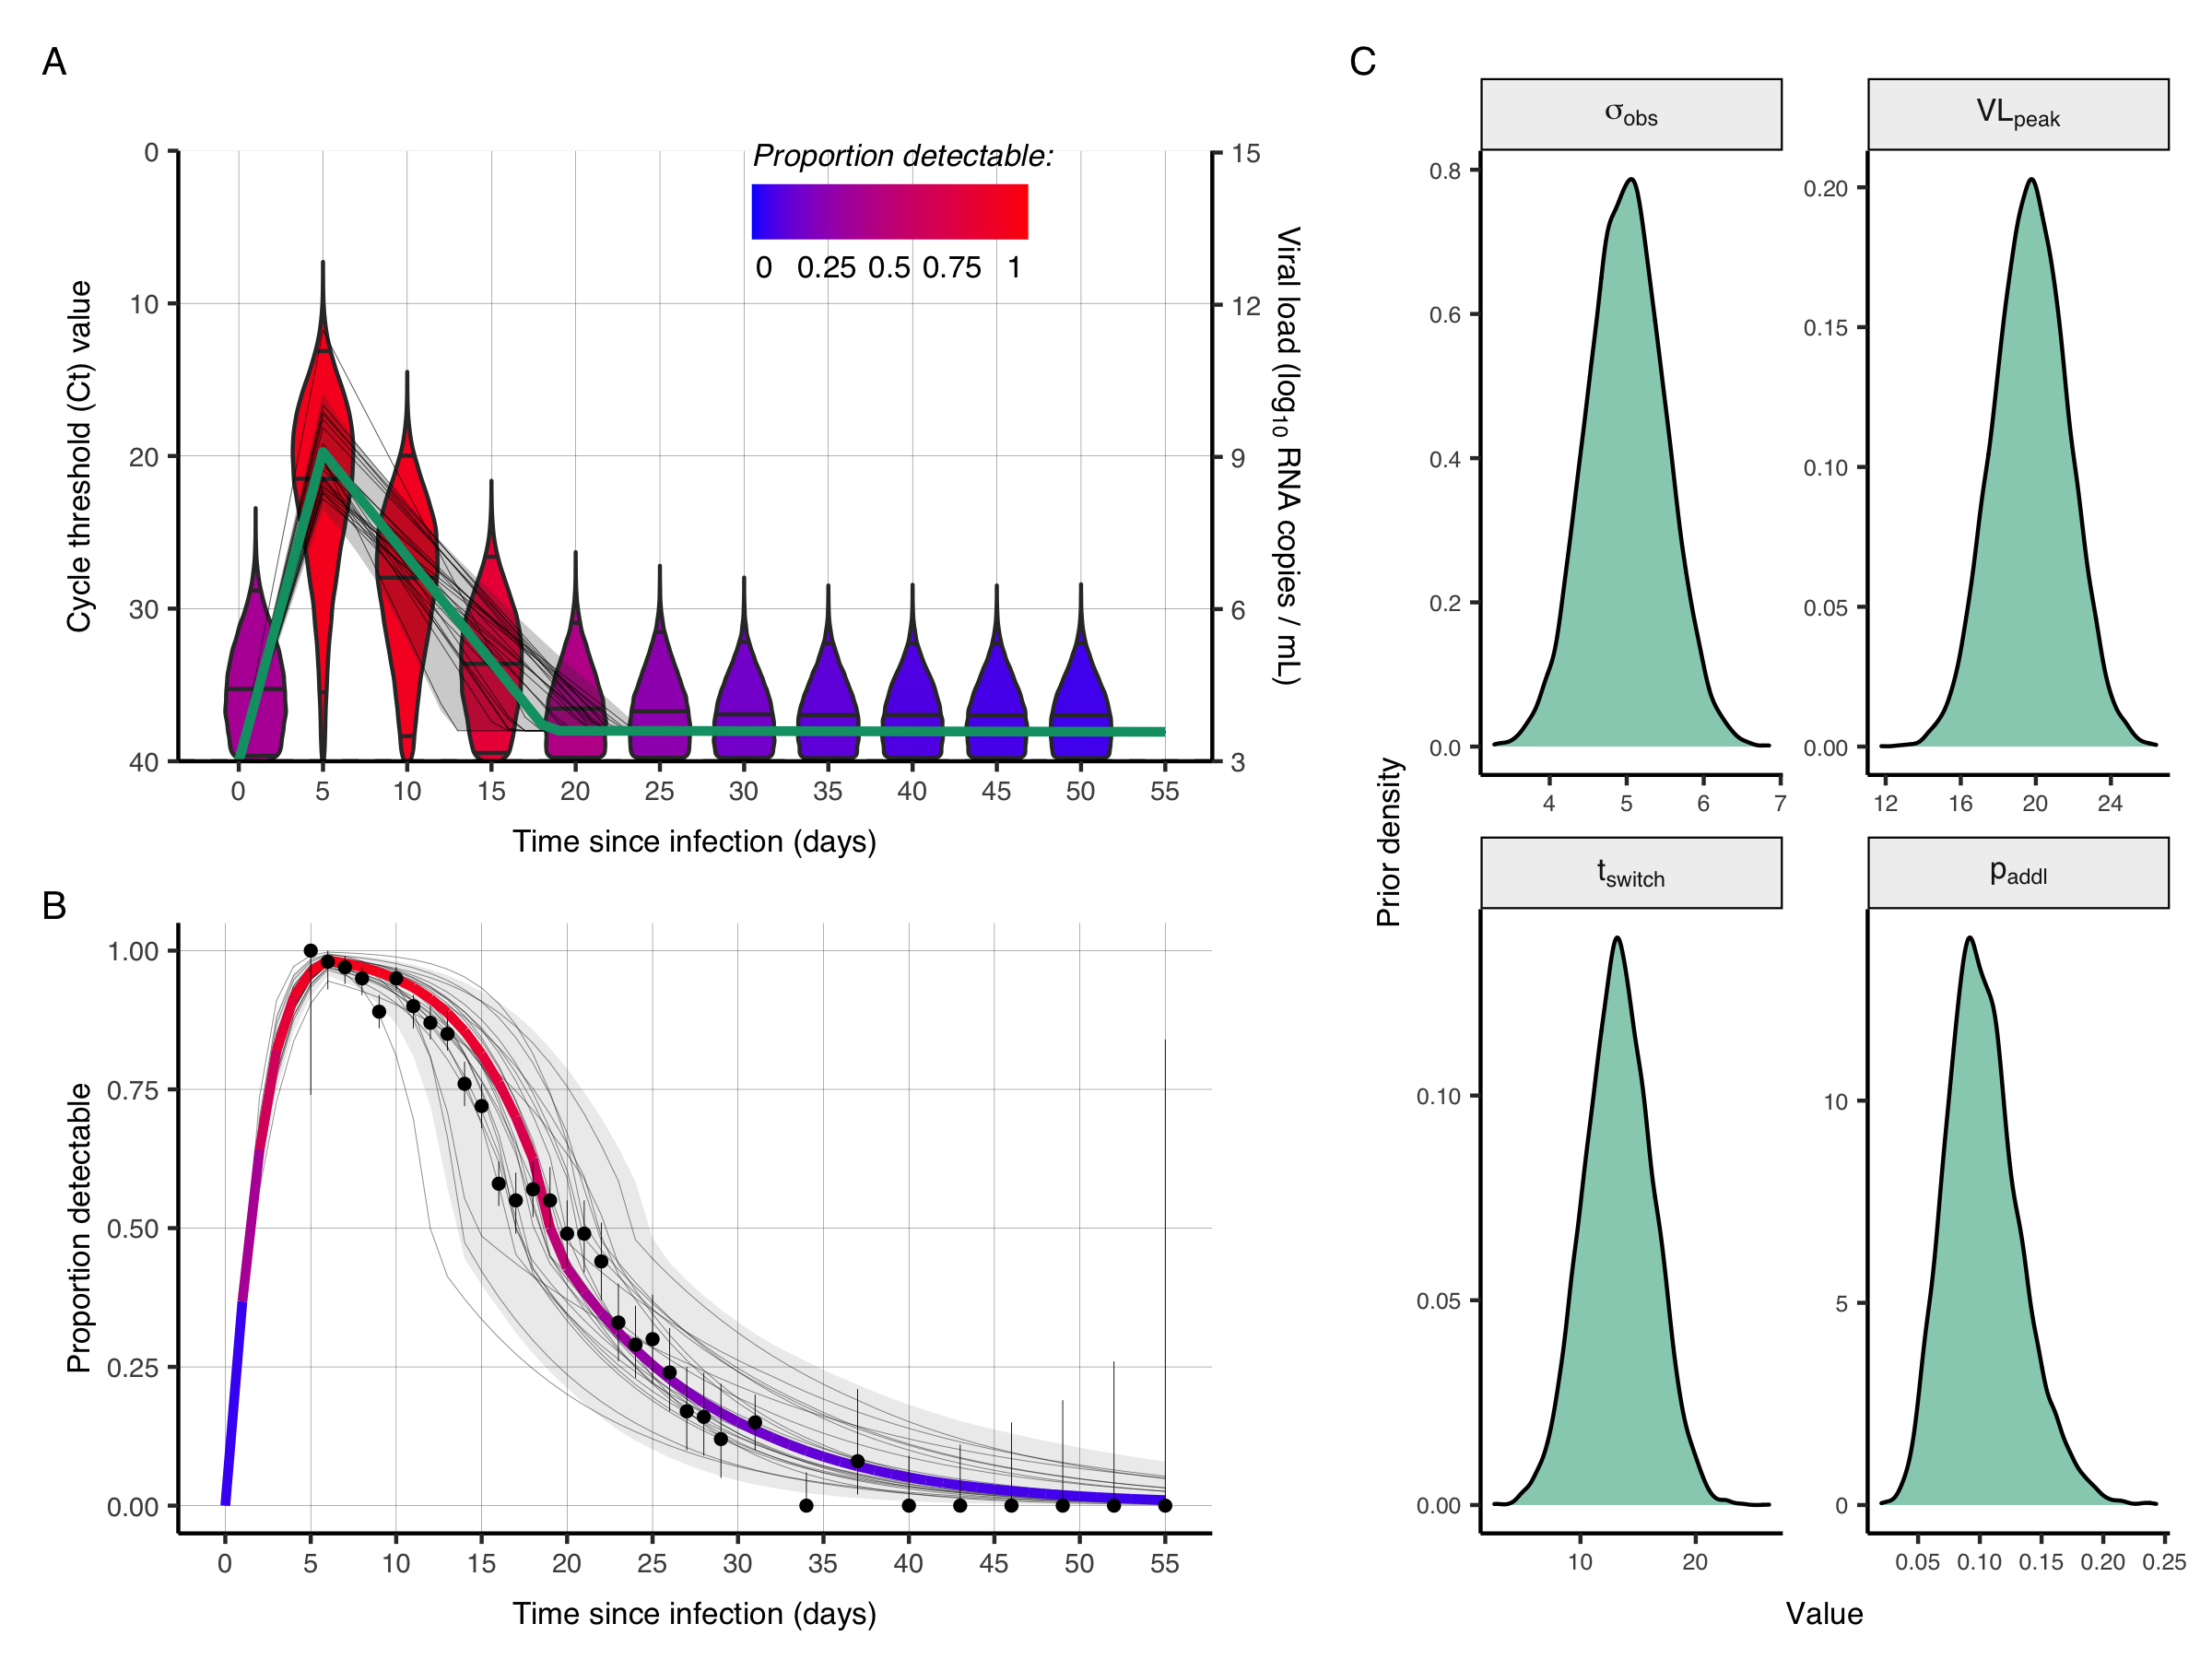 A
Proportion detectable:
0 0.25 0.5 0.75 1
Cycle threshold (Ct) value
0
10
20
30
40
Viral load (log10 RNA copies / mL)
15
12
9
6
3
0 5 10 15 20 25 30 35 40 45 50 55
Time since infection (days)
B
Proportion detectable
1.00
0.75
0.50
0.25
0.00
0 5 10 15 20 25 30 35 40 45 50 55
Time since infection (days)
C
Prior density
σobs
0.8
0.6
0.4
0.2
0.0
4 5 6 7
VLpeak
0.20
0.15
0.10
0.05
0.00
12 16 20 24
tswitch
0.10
0.05
0.00
10 20
paddl
10
5
0
0.05 0.10 0.15 0.20 0.25
Value